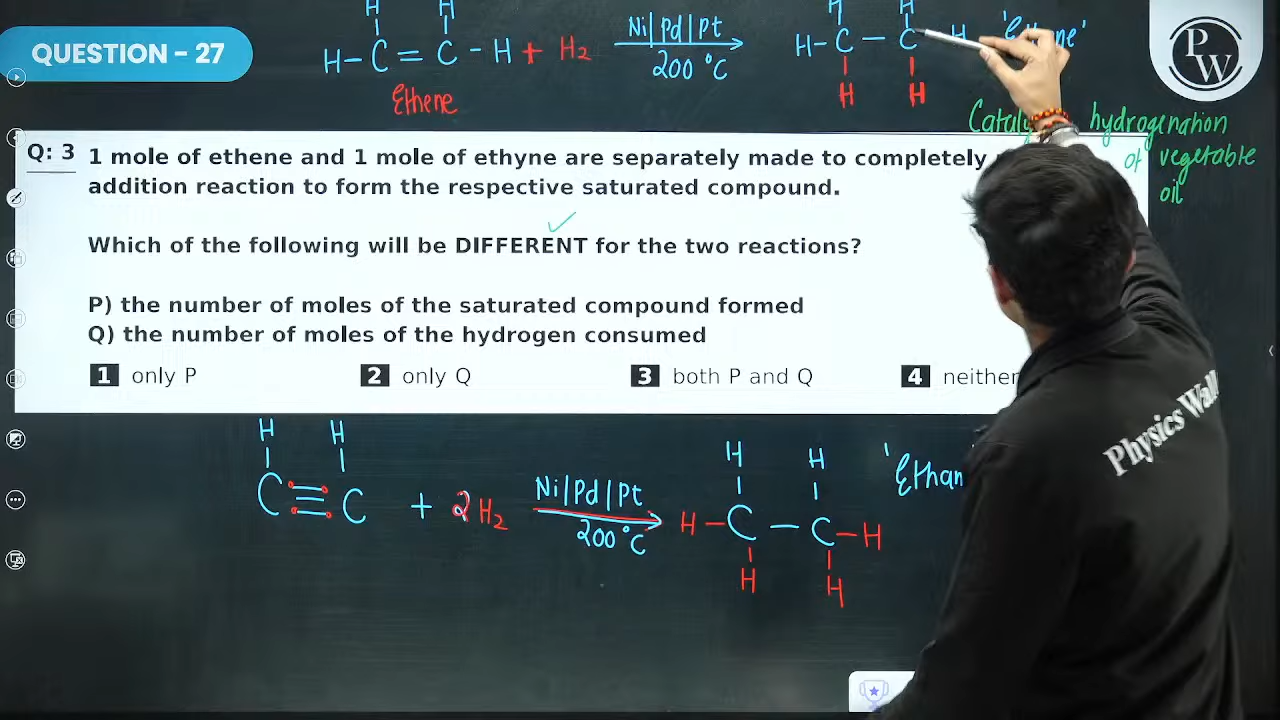 QUESTION - 27
H H
H - C = C - H + H₂ Ni|Pd|Pt 200 °C
H H
H - C - C H
H H
Ethene
PW
hydrogenation
of vegetable
oil
Q: 3 1 mole of ethene and 1 mole of ethyne are separately made to completely
addition reaction to form the respective saturated compound.
Which of the following will be DIFFERENT for the two reactions?
P) the number of moles of the saturated compound formed
Q) the number of moles of the hydrogen consumed
1 only P 2 only Q 3 both P and Q 4 neither
H H
C ≡ C + 2H₂ Ni|Pd|Pt 200 °C
H H
H - C - C - H
H H
Physics